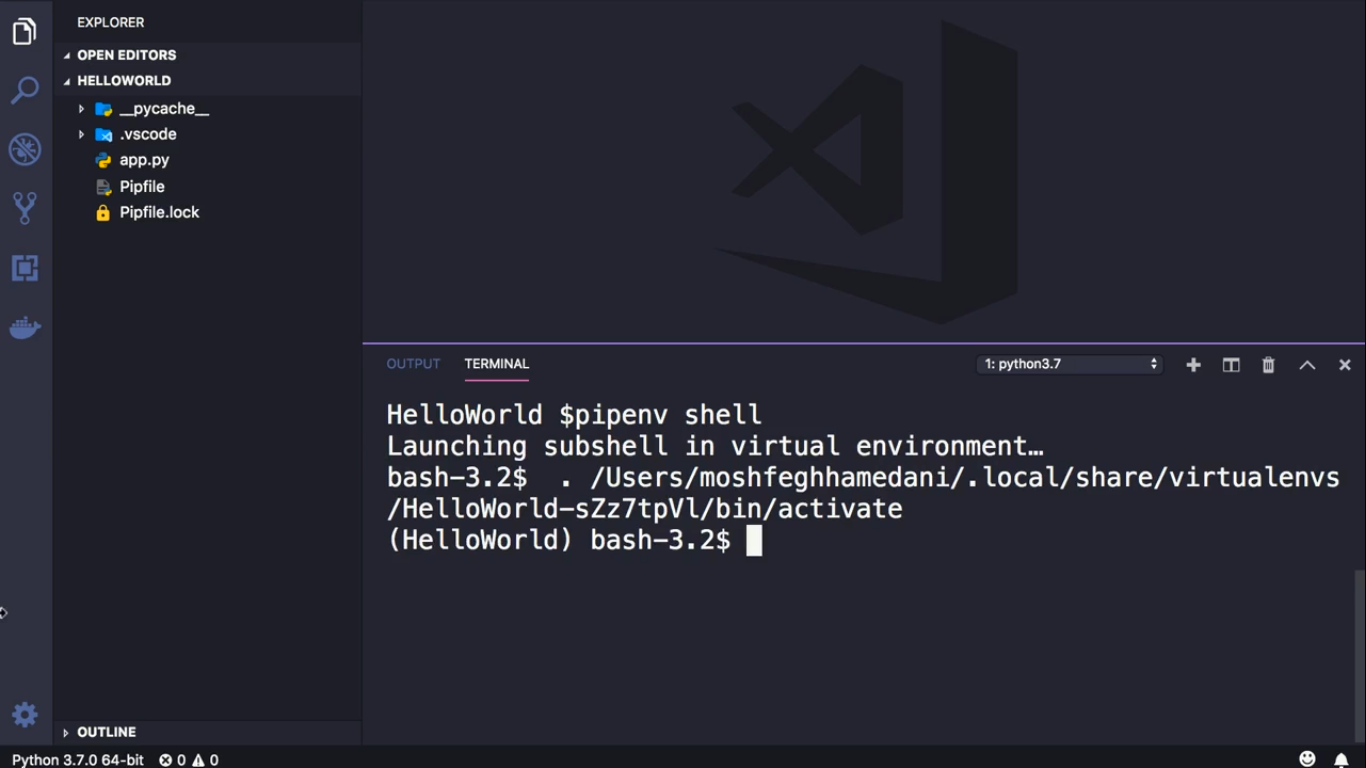 EXPLORER
OPEN EDITORS
HELLOWORLD
__pycache__
.vscode
app.py
Pipfile
Pipfile.lock
OUTLINE
OUTPUT TERMINAL 1: python3.7
HelloWorld $pipenv shell
Launching subshell in virtual environment…
bash-3.2$  . /Users/moshfeghhamedani/.local/share/virtualenvs
/HelloWorld-sZz7tpVl/bin/activate
(HelloWorld) bash-3.2$
Python 3.7.0 64-bit 0 0